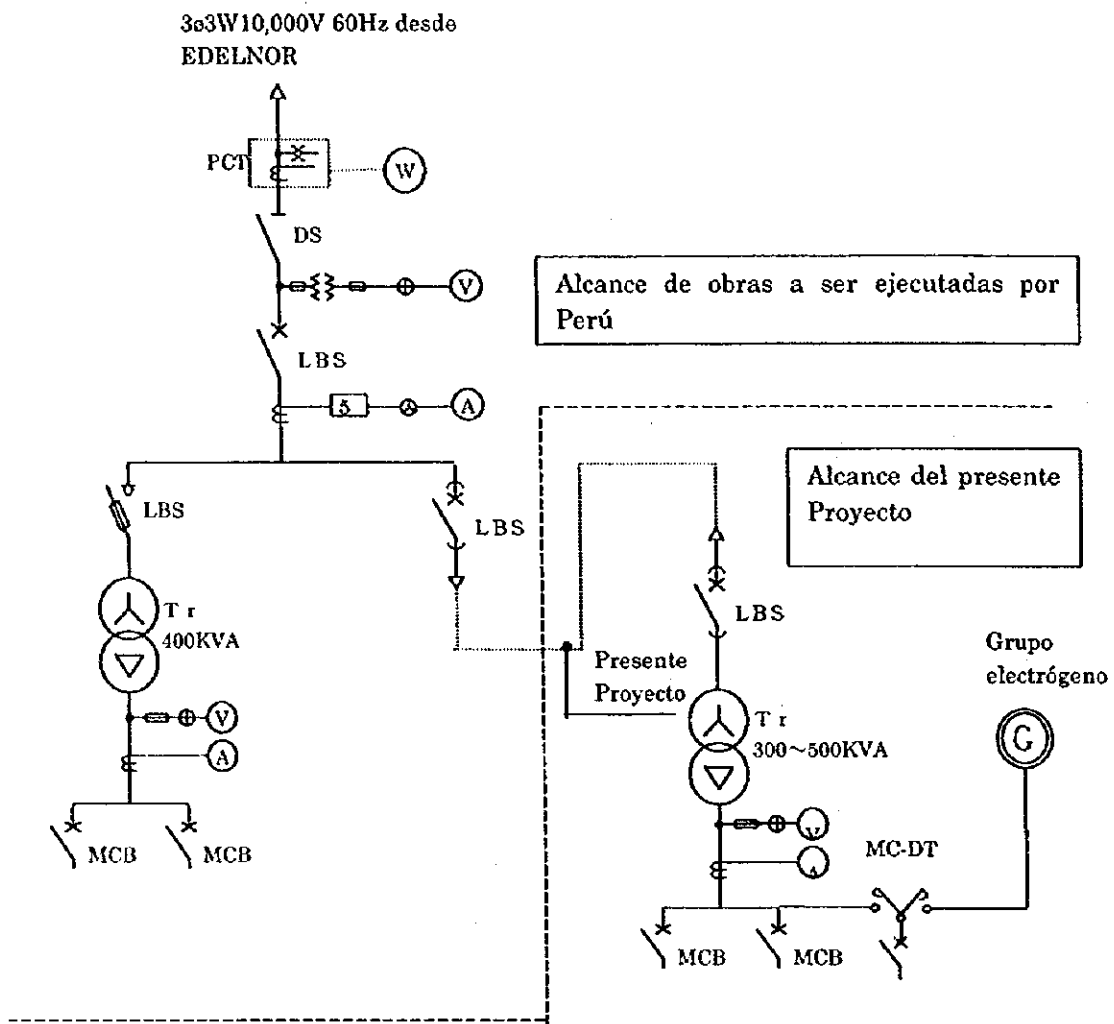 3ø3W10,000V 60Hz desde
EDELNOR
PCT
W
DS
V
Alcance de obras a ser ejecutadas por
Perú
LBS
5
A
Alcance del presente
Proyecto
LBS
LBS
LBS
Tr
400KVA
Presente
Proyecto
Grupo
electrógeno
Tr
300~500KVA
G
V
A
V
A
MC-DT
MCB
MCB
MCB
MCB